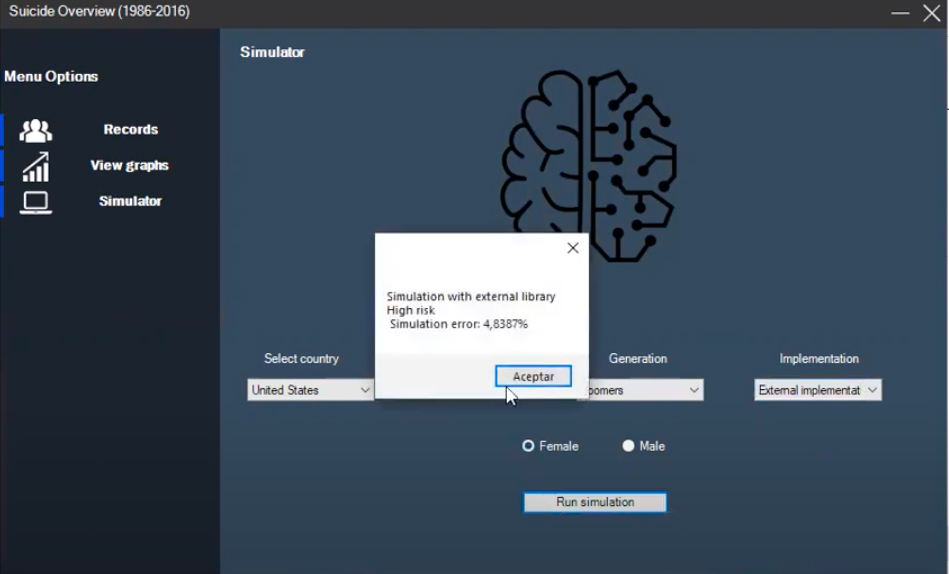 Suicide Overview (1986-2016)
Simulator
Menu Options
Records
View graphs
Simulator
Simulation with external library
High risk
Simulation error: 4,8387%
Aceptar
Select country
Generation
Implementation
United States
oomers
External implementat
Female
Male
Run simulation